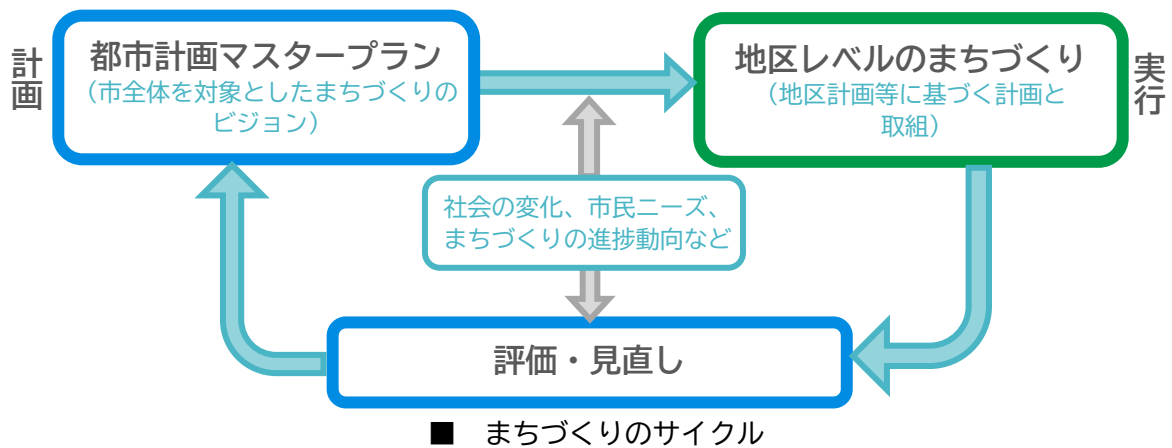 計画
都市計画マスタープラン
（市全体を対象としたまちづくりの
ビジョン）
地区レベルのまちづくり
（地区計画等に基づく計画と
取組）
実行
社会の変化、市民ニーズ、
まちづくりの進捗動向など
評価・見直し
■ まちづくりのサイクル